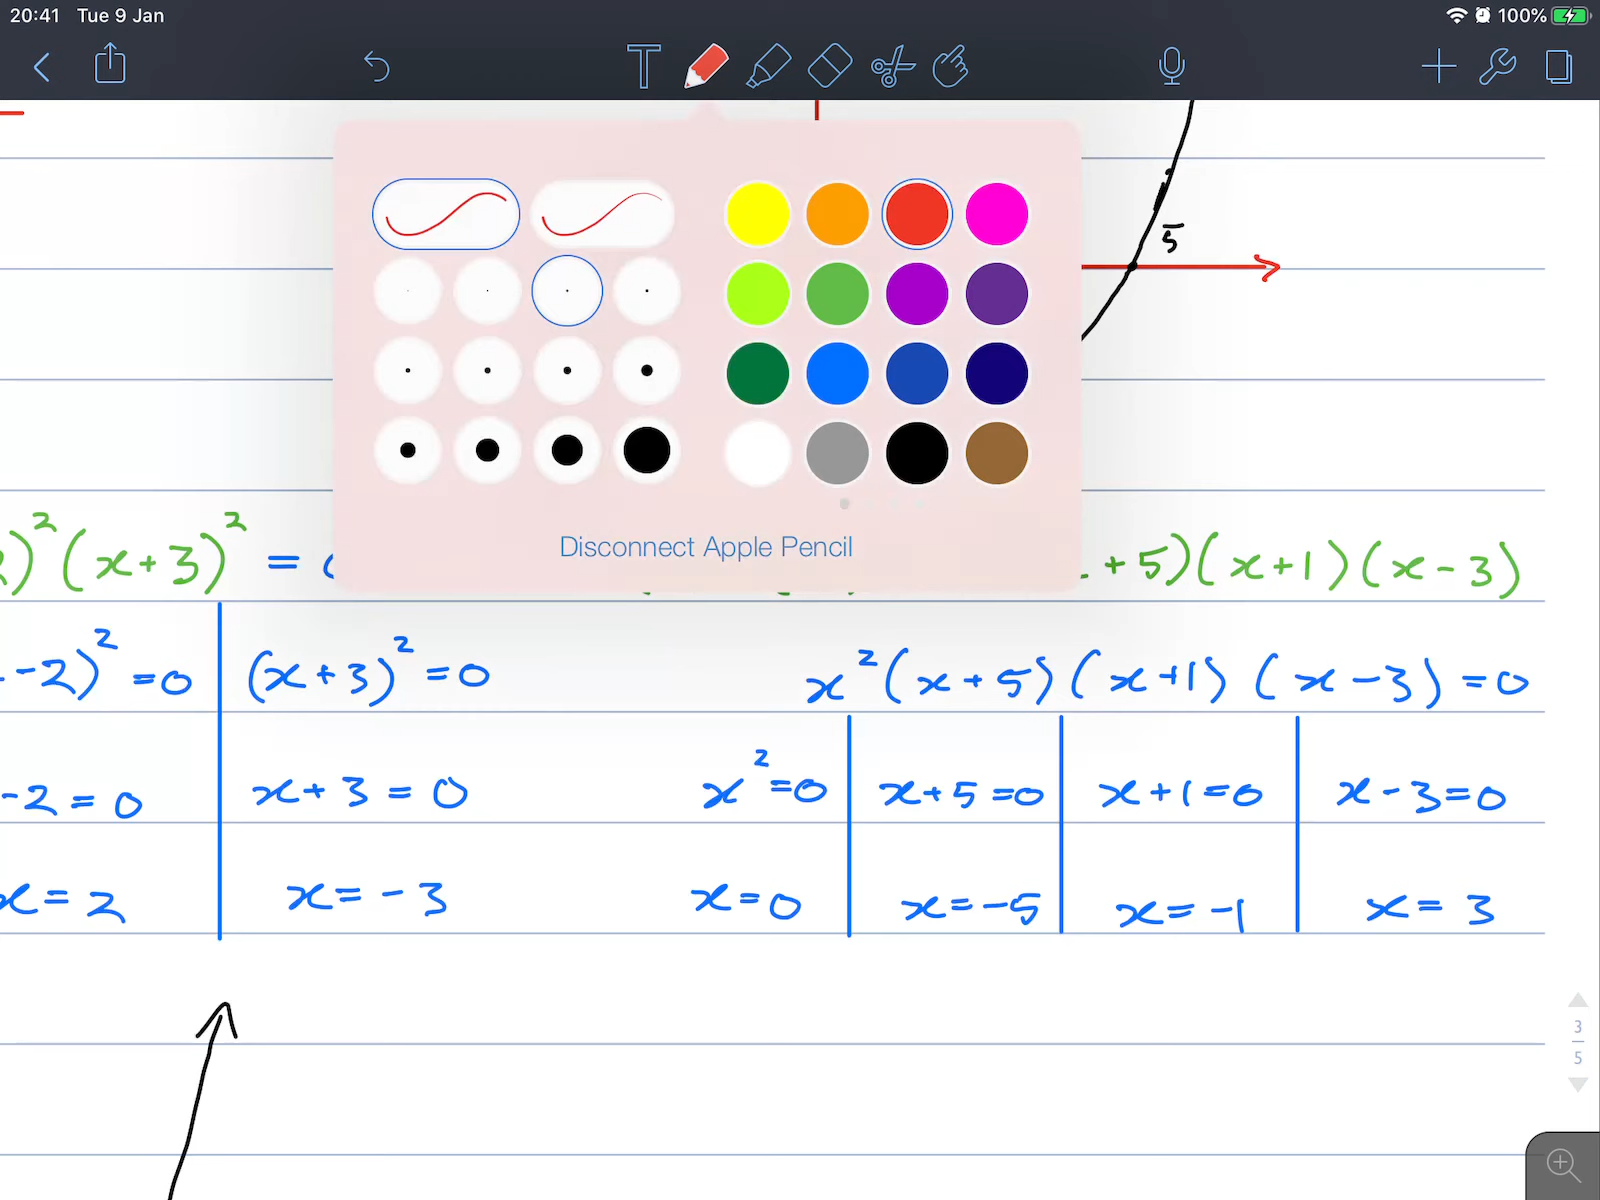 20:41 Tue 9 Jan 100%
5
)²(x+3)² =
+5)(x+1)(x-3)
-2)² =0 (x+3)² =0
x²(x+5)(x+1)(x-3)=0
-2=0 x+3=0
x²=0 x+5=0 x+1=0 x-3=0
x=2 x=-3
x=0 x=-5 x=-1 x=3
Disconnect Apple Pencil
3
5